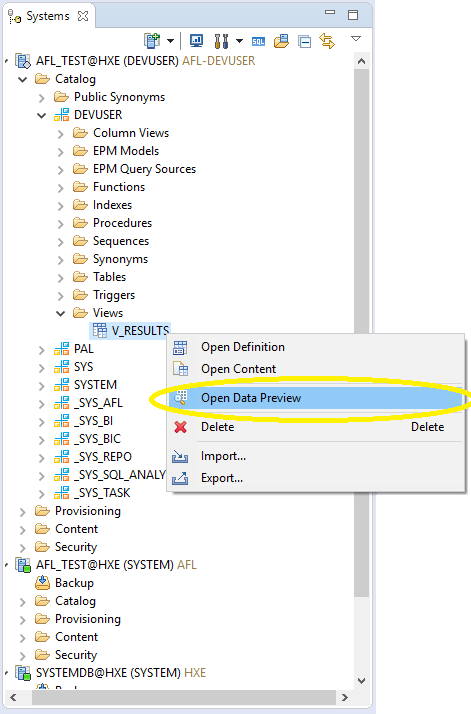 Systems
SQL
AFL_TEST@HXE (DEVUSER) AFL-DEVUSER
Catalog
Public Synonyms
DEVUSER
Column Views
EPM Models
EPM Query Sources
Functions
Indexes
Procedures
Sequences
Synonyms
Tables
Triggers
Views
V_RESULTS
Open Definition
PAL
Open Content
SYS
SYSTEM
Open Data Preview
_SYS_AFL
_SYS_BI
Delete Delete
_SYS_BIC
_SYS_REPO
Import...
_SYS_SQL_ANALY
Export...
_SYS_TASK
Provisioning
Content
Security
AFL_TEST@HXE (SYSTEM) AFL
Backup
Catalog
Provisioning
Content
Security
SYSTEMDB@HXE (SYSTEM) HXE